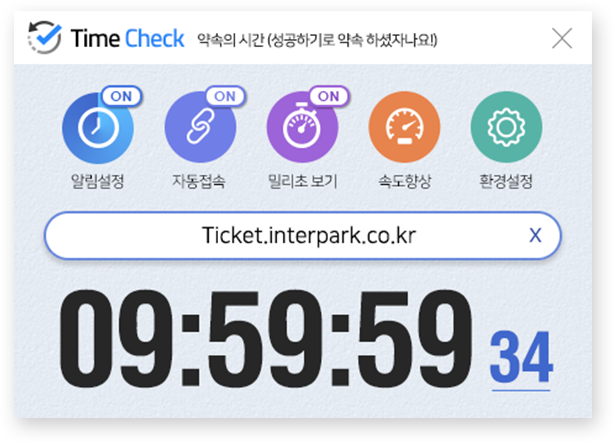 Time Check 약속의 시간 (성공하기로 약속 하셨자나요!)
ON ON ON
알림설정 자동접속 밀리초 보기 속도향상 환경설정
Ticket.interpark.co.kr X
09:59:59 34